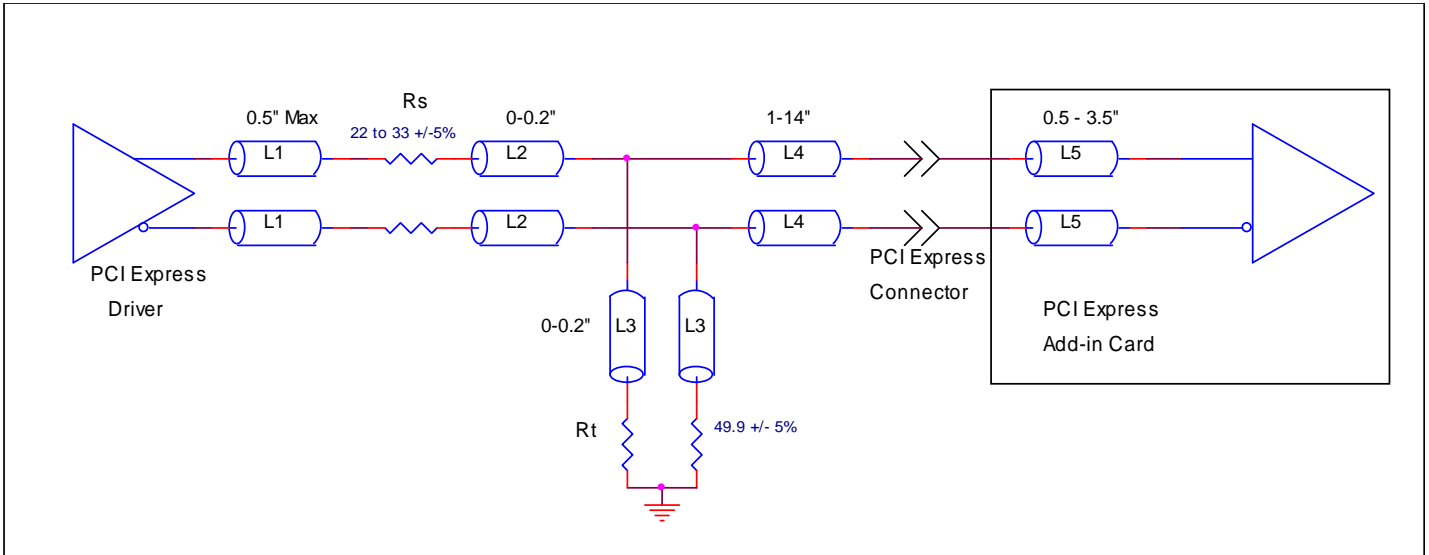 Rs
0.5" Max
22 to 33 +/-5%
0-0.2"
1-14"
0.5 - 3.5"
L1
L2
L4
L5
L1
L2
L4
L5
PCI Express
Driver
PCI Express
Connector
0-0.2"
L3
L3
PCI Express
Add-in Card
Rt
49.9 +/- 5%